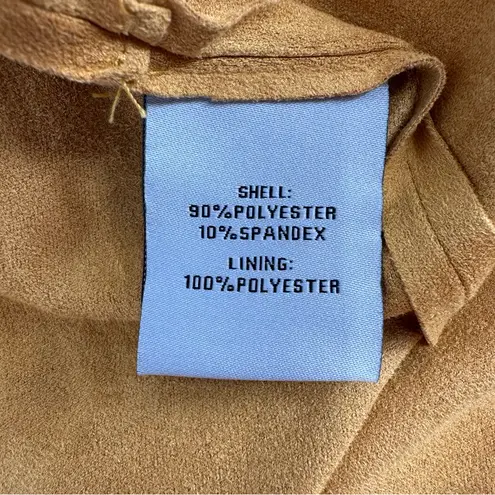 SHELL:
90%POLYESTER
10%SPANDEX
LINING:
100%POLYESTER